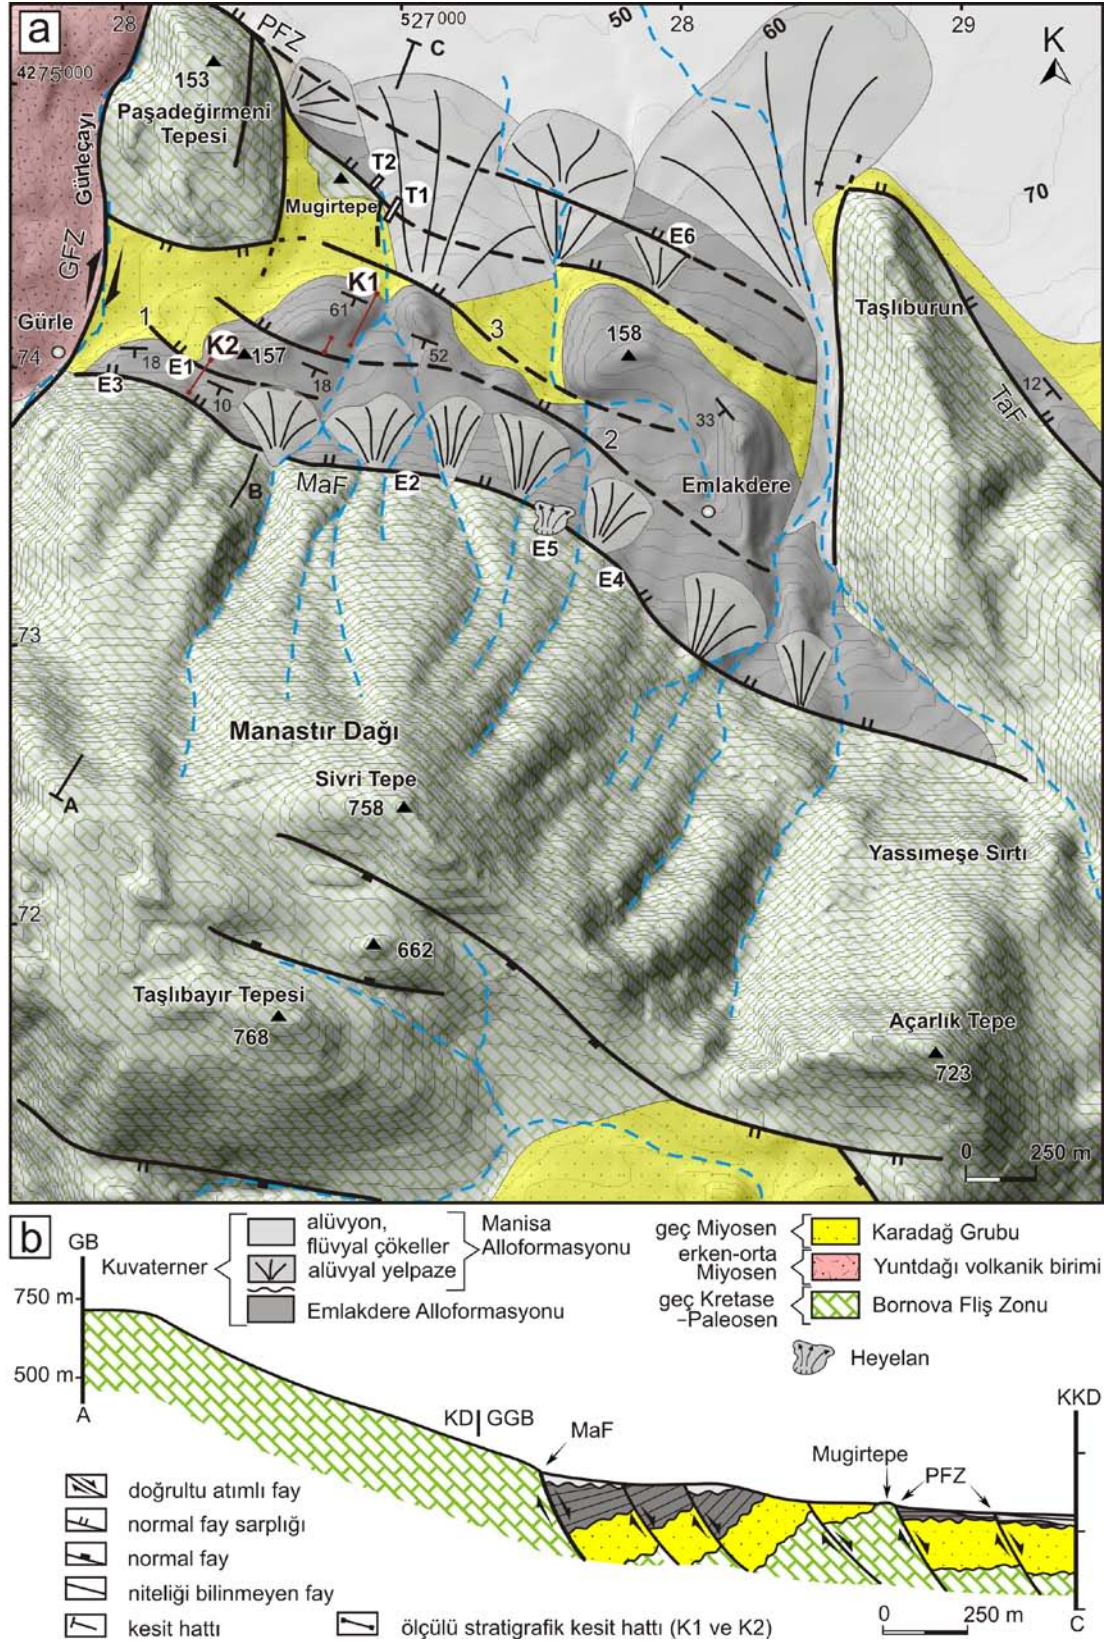 a
28
PFZ
527000
C
50
28
60
29
K
4275000
153
Paşadeğirmeni
Tepesi
Gürleçayı
T2
T1
Mugirtepe
70
GFZ
E6
K1
61
Taşlıburun
Gürle
74
1
K2
157
3
158
52
18
E1
E3
18
10
12
TaF
33
2
B
MaF
E2
Emlakdere
E5
E4
73
Manastır Dağı
Sivri Tepe
758
A
Yassımeşe Sırtı
72
662
Taşlıbayır Tepesi
768
Açarlık Tepe
723
0 250 m
b
GB
Kuvaterner
alüvyon,
flüvyal çökeller
alüvyal yelpaze
Manisa
Alloformasyonu
Emlakdere Alloformasyonu
geç Miyosen
Karadağ Grubu
erken-orta
Miyosen
Yuntdağı volkanik birimi
geç Kretase
-Paleosen
Bornova Fliş Zonu
Heyelan
750 m
500 m
A
KD GGB
MaF
Mugirtepe
PFZ
KKD
C
doğrultu atımlı fay
normal fay sarplığı
normal fay
niteliği bilinmeyen fay
kesit hattı
ölçülü stratigrafik kesit hattı (K1 ve K2)
0 250 m